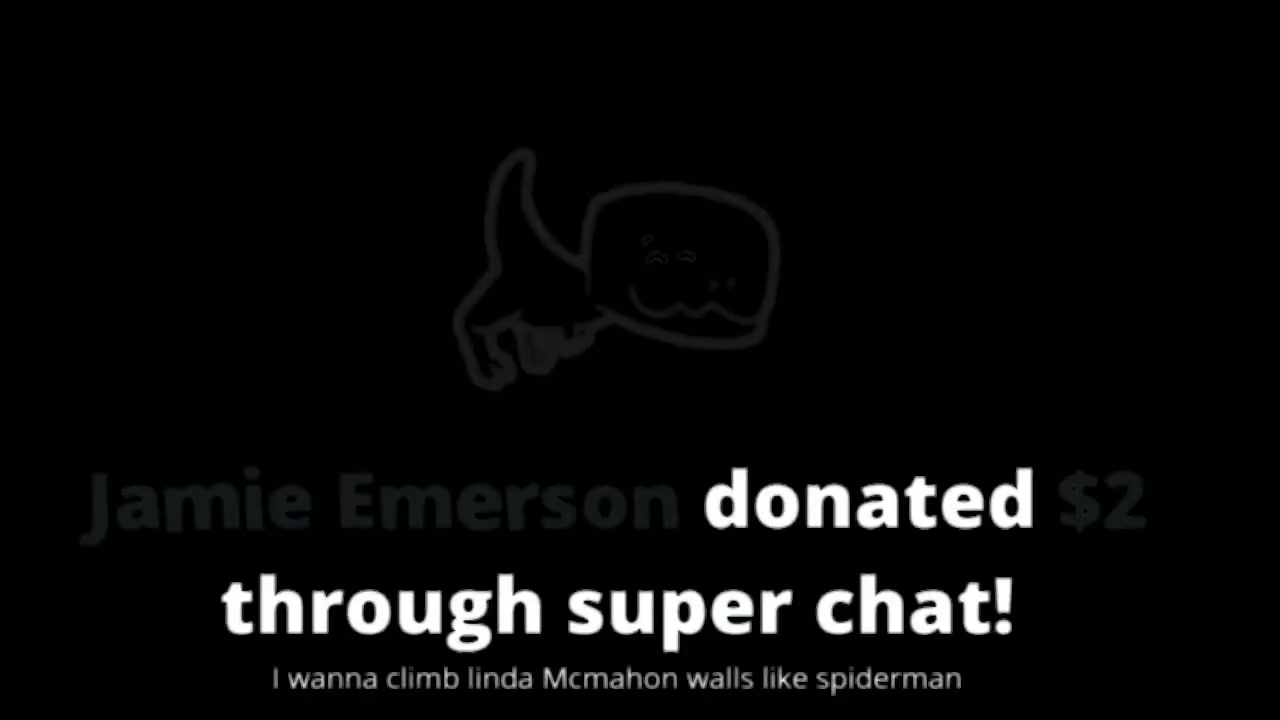 Jamie Emerson donated $2
through super chat!
I wanna climb linda Mcmahon walls like spiderman